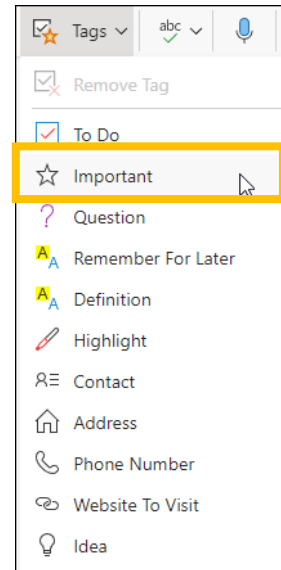 Tags abc
Remove Tag
To Do
Important
Question
Remember For Later
Definition
Highlight
Contact
Address
Phone Number
Website To Visit
Idea